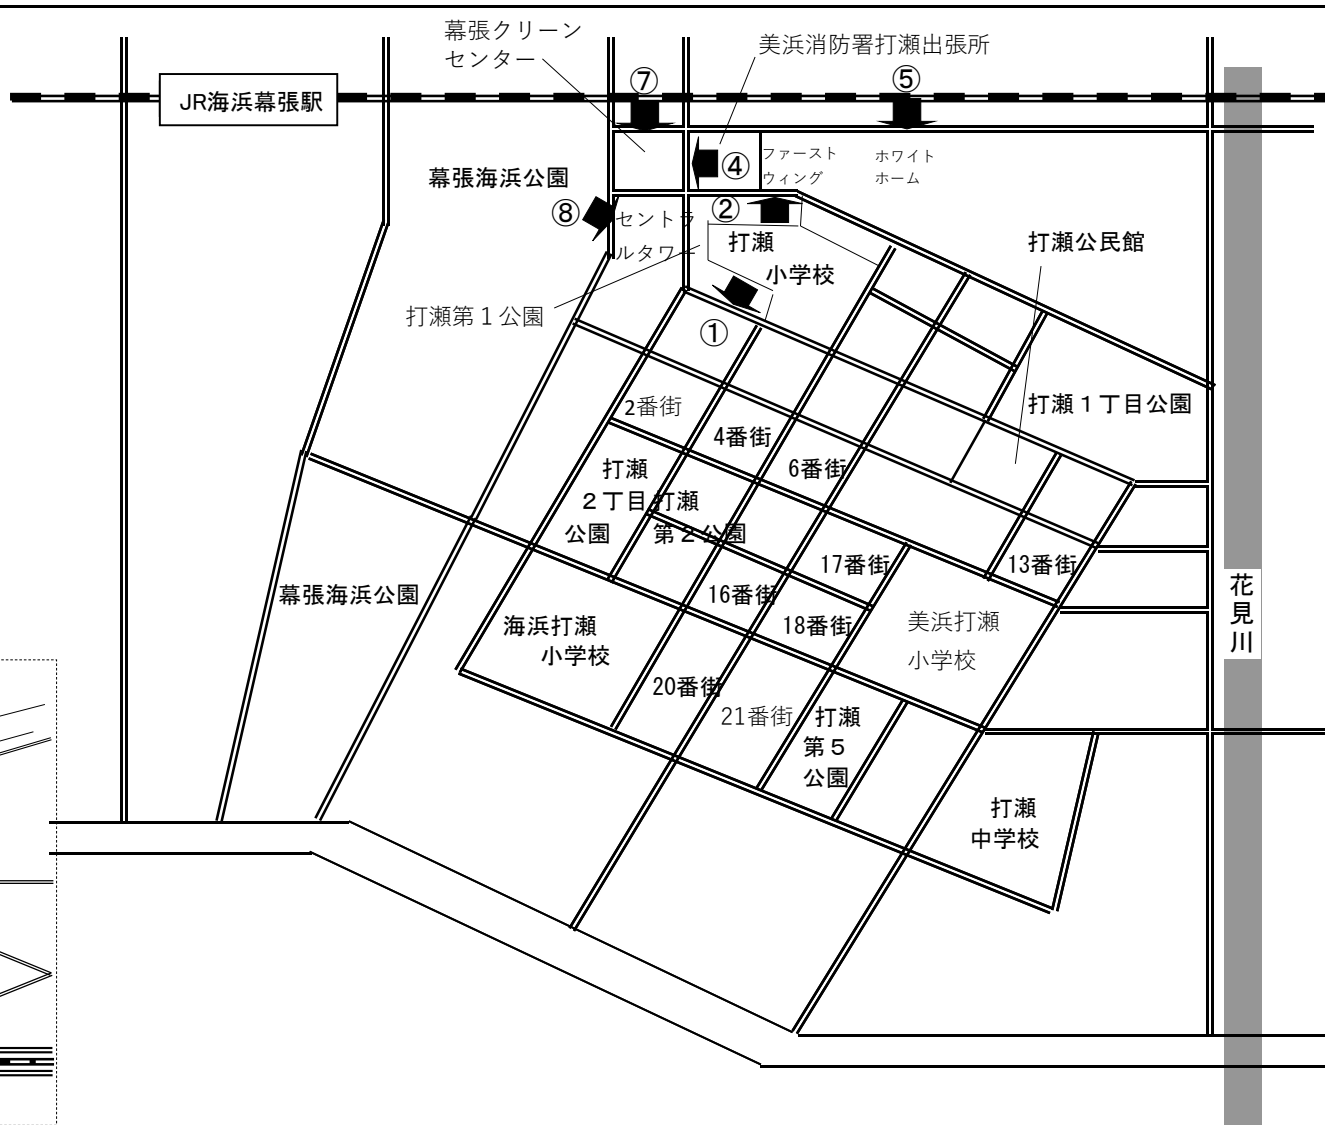 幕張クリーン
センター
美浜消防署打瀬出張所
⑦
⑤
JR海浜幕張駅
④
ファースト
ウィング
ホワイト
ホーム
幕張海浜公園
⑧
セントラ
ルタワー
②
打瀬
小学校
打瀬公民館
打瀬第１公園
①
2番街
打瀬１丁目公園
4番街
6番街
打瀬
２丁目
公園
打瀬
第２公園
17番街
13番街
幕張海浜公園
16番街
18番街
美浜打瀬
小学校
花見川
海浜打瀬
小学校
20番街
21番街
打瀬
第５
公園
打瀬
中学校